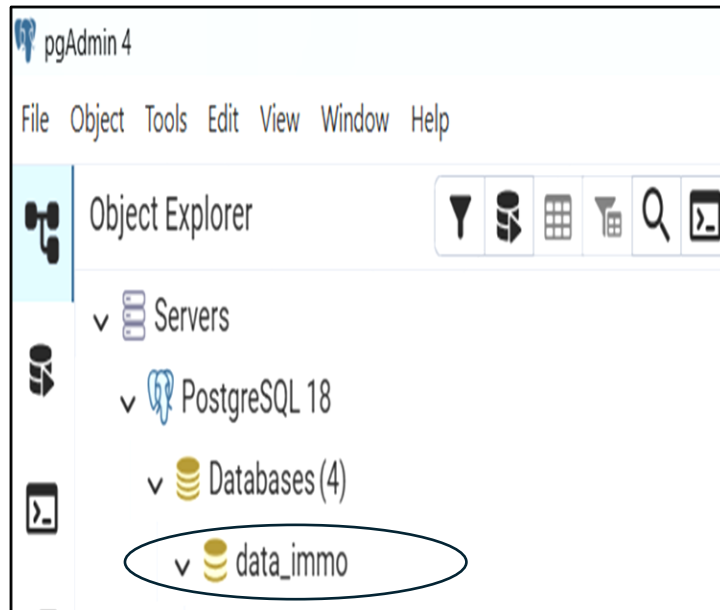 pgAdmin 4
File Object Tools Edit View Window Help
Object Explorer
Servers
PostgreSQL 18
Databases (4)
data_immo